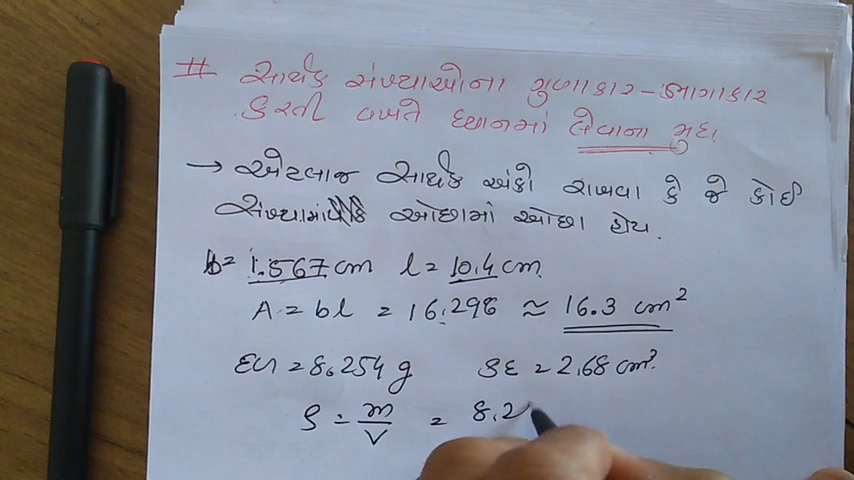 # સાર્થક સંખ્યાઓના ગુણાકાર-ભાગાકાર
કરતી વખતે ધ્યાનમાં લેવાના મુદ્દા
→ એટલાજ સાર્થક અંકો રાખવા કે જે કોઈ
સંખ્યામાં ઓછામાં ઓછા હોય.
b = 1.567 cm l = 10.4 cm
A = bl = 16.298 ≈ 16.3 cm²
દળ = 8.254 g કદ = 2.68 cm³
ρ = m/V = 8.2